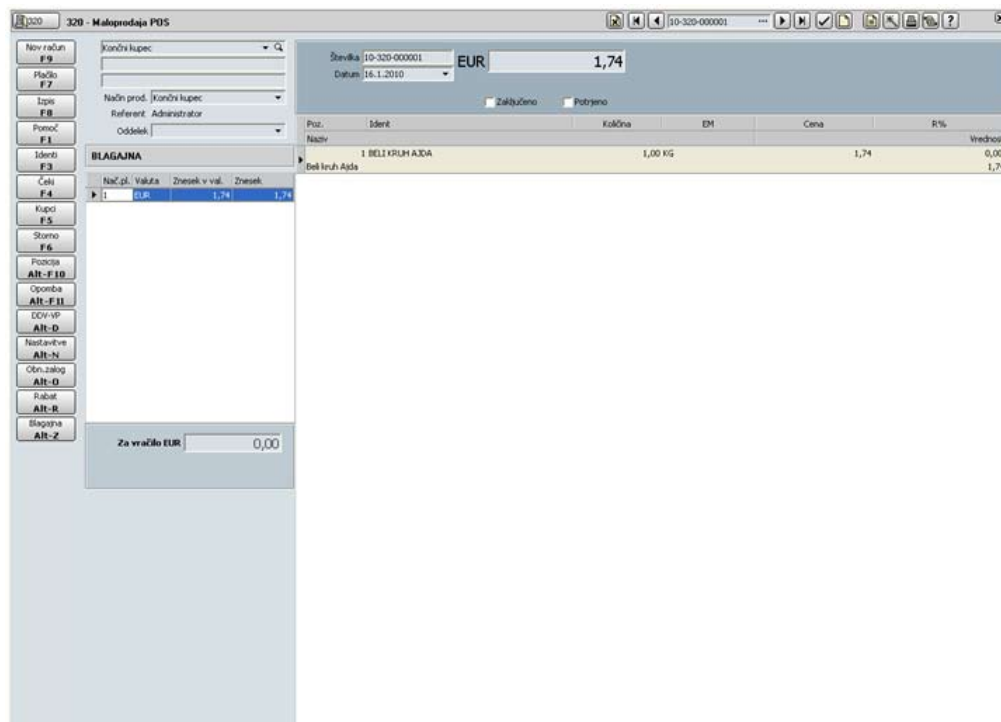 320 320 - Maloprodaja POS 10-320-000001 ... ?
Nov račun
F9
Plačilo
F7
Izpis
F8
Pomoč
F1
Identi
F3
Čeki
F4
Kupci
F5
Storno
F6
Pozicija
Alt-F10
Opomba
Alt-F11
DDV-VP
Alt-D
Nastavitve
Alt-N
Obn.zalog
Alt-O
Rabat
Alt-R
Blagajna
Alt-Z
Končni kupec
Način prod. Končni kupec
Referent Administrator
Oddelek
BLAGAJNA
Nač.pl. Valuta Znesek v val. Znesek
1 EUR 1,74 1,74
Za vračilo EUR 0,00
Številka 10-320-000001 EUR 1,74
Datum 16.1.2010
Zaključeno Potrjeno
Poz. Ident Količina EM Cena R%
Naziv Vrednost
1 BELI KRUH AJDA 1,00 KG 1,74 0,00
Beli kruh Ajda 1,74